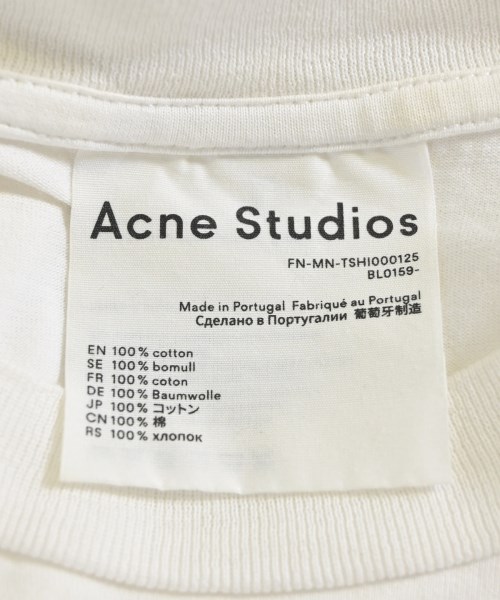 Acne Studios
FN-MN-TSHI000125
BL0159-
Made in Portugal Fabriqué au Portugal
Сделано в Португалии 葡萄牙制造
EN 100% cotton
SE 100% bomull
FR 100% coton
DE 100% Baumwolle
JP 100% コットン
CN 100% 棉
RS 100% хлопок